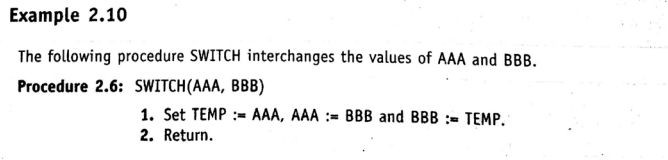 Example 2.10
The following procedure SWITCH interchanges the values of AAA and BBB.
Procedure 2.6: SWITCH(AAA, BBB)
1. Set TEMP := AAA, AAA := BBB and BBB := TEMP.
2. Return.